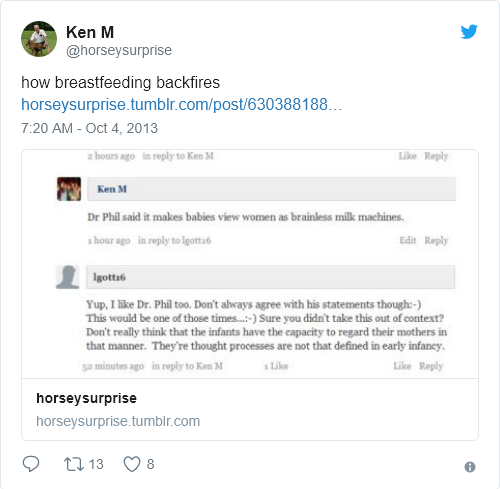 Ken M
@horseysurprise
how breastfeeding backfires
horseysurprise.tumblr.com/post/630388188…
7:20 AM - Oct 4, 2013
2 hours ago in reply to Ken M Like Reply
Ken M
Dr Phil said it makes babies view women as brainless milk machines.
1 hour ago in reply to lgott16 Edit Reply
lgott16
Yup, I like Dr. Phil too. Don't always agree with his statements though:-)
This would be one of those times...:-) Sure you didn't take this out of context?
Don't really think that the infants have the capacity to regard their mothers in
that manner. They're thought processes are not that defined in early infancy.
52 minutes ago in reply to Ken M 1 Like Like Reply
horseysurprise
horseysurprise.tumblr.com
13 8